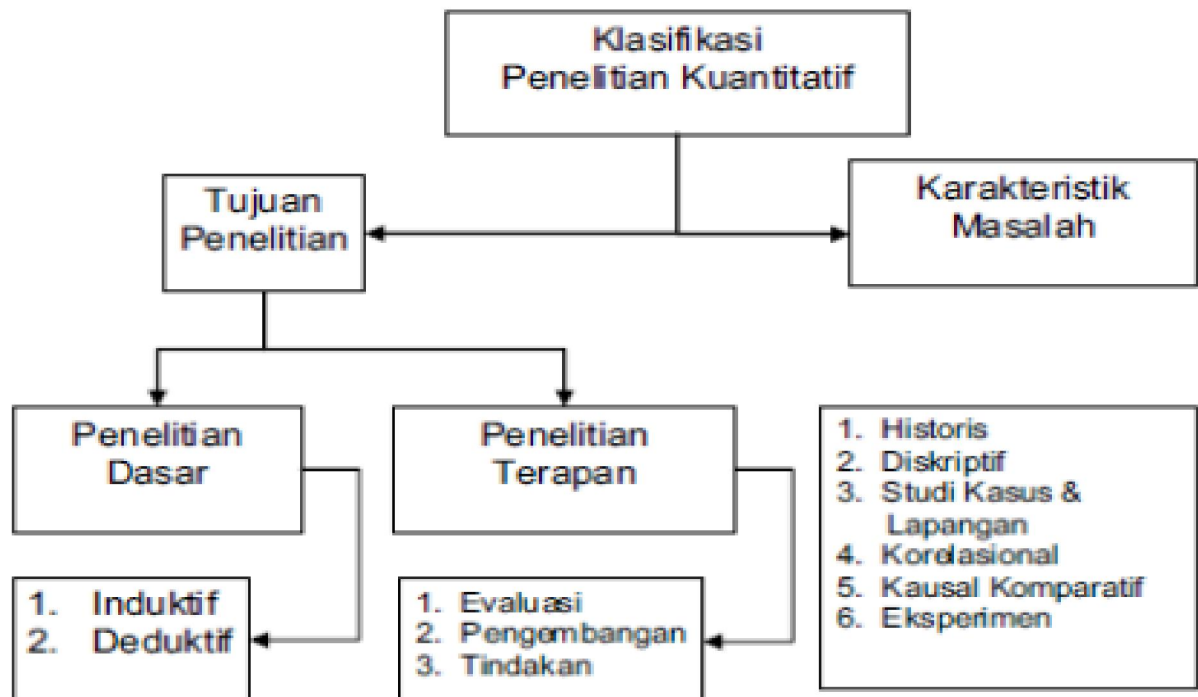 Klasifikasi
Penelitian Kuantitatif
Tujuan
Penelitian
Karakteristik
Masalah
Penelitian
Dasar
Penelitian
Terapan
1. Historis
2. Diskriptif
3. Studi Kasus &
Lapangan
4. Korelasional
5. Kausal Komparatif
6. Eksperimen
1. Induktif
2. Deduktif
1. Evaluasi
2. Pengembangan
3. Tindakan